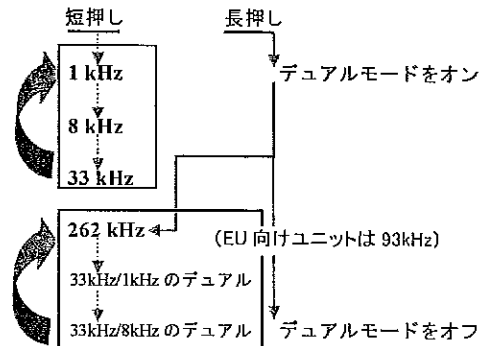 短押し 長押し
1 kHz デュアルモードをオン
8 kHz
33 kHz
262 kHz (EU 向けユニットは 93kHz)
33kHz/1kHz のデュアル
33kHz/8kHz のデュアル デュアルモードをオフ